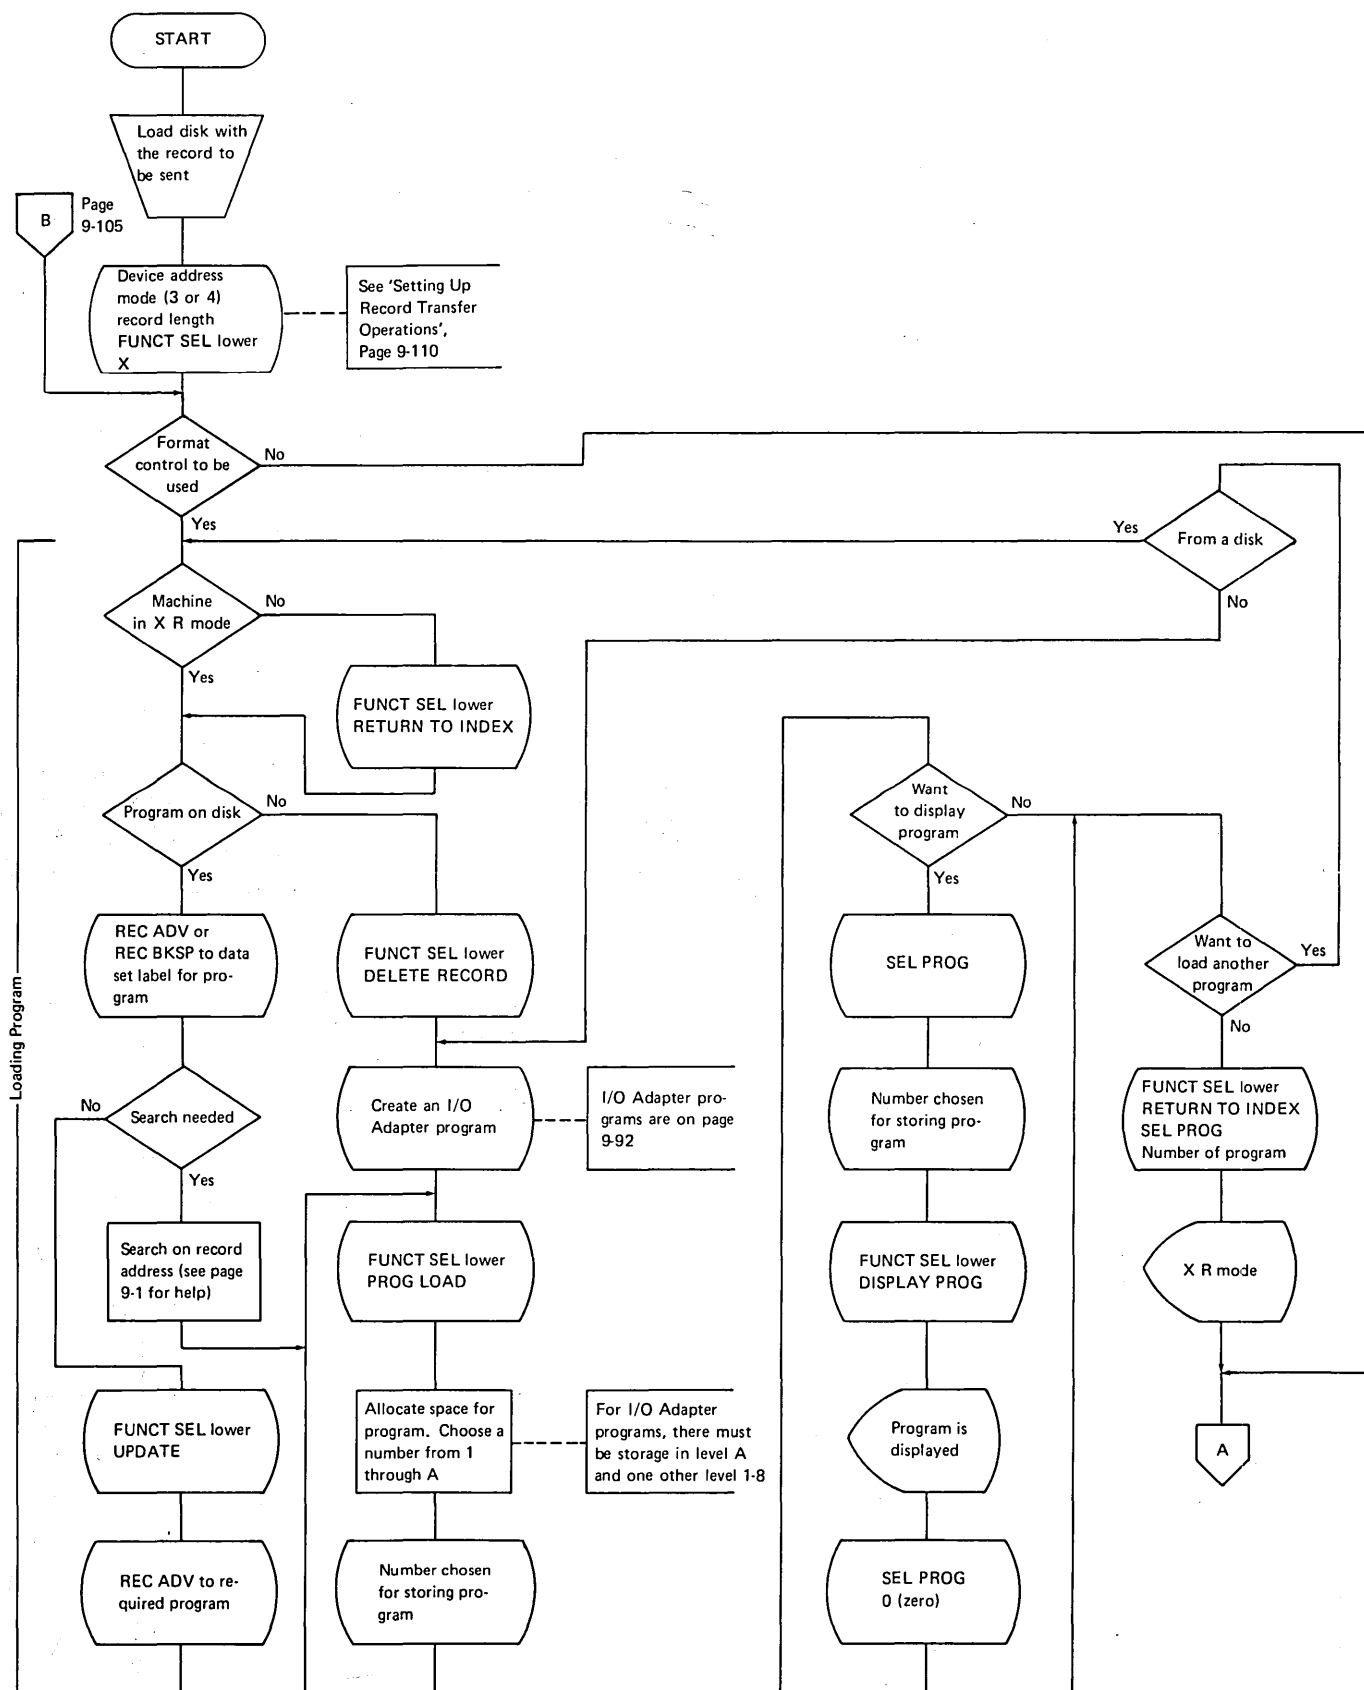 START
Load disk with
the record to
be sent
B
Page
9-105
Device address
mode (3 or 4)
record length
FUNCT SEL lower
X
See 'Setting Up
Record Transfer
Operations',
Page 9-110
Format
control to be
used
No
Yes
From a disk
Yes
No
Machine
in X R mode
No
Yes
FUNCT SEL lower
RETURN TO INDEX
Program on disk
No
Yes
Want
to display
program
No
Yes
REC ADV or
REC BKSP to data
set label for pro-
gram
FUNCT SEL lower
DELETE RECORD
SEL PROG
Want to
load another
program
Yes
No
Loading Program
Search needed
No
Yes
Create an I/O
Adapter program
I/O Adapter pro-
grams are on page
9-92
Number chosen
for storing pro-
gram
FUNCT SEL lower
RETURN TO INDEX
SEL PROG
Number of program
Search on record
address (see page
9-1 for help)
FUNCT SEL lower
PROG LOAD
FUNCT SEL lower
DISPLAY PROG
X R mode
FUNCT SEL lower
UPDATE
Allocate space for
program. Choose a
number from 1
through A
For I/O Adapter
programs, there must
be storage in level A
and one other level 1-8
Program is
displayed
A
REC ADV to re-
quired program
Number chosen
for storing pro-
gram
SEL PROG
0 (zero)